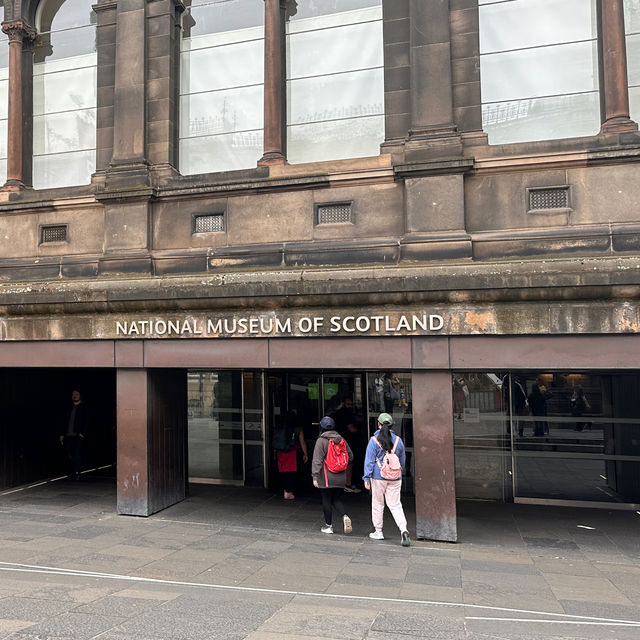 NATIONAL MUSEUM OF SCOTLAND